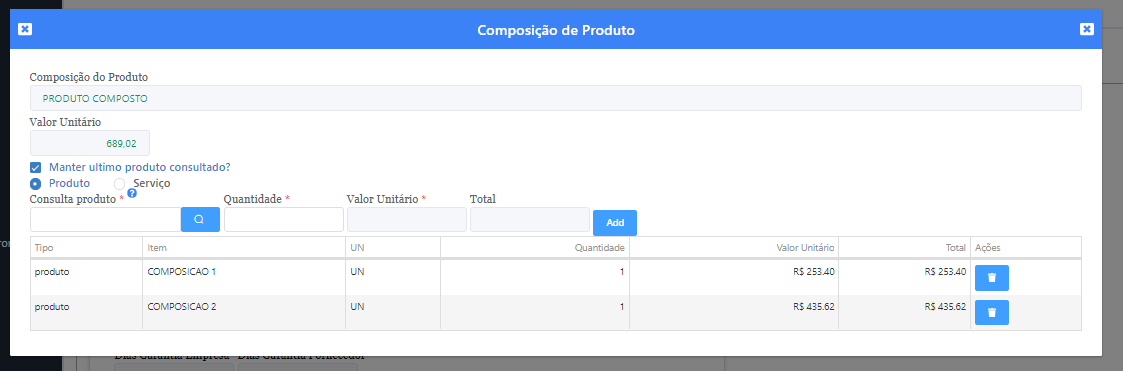 Composição de Produto
Composição do Produto
PRODUTO COMPOSTO
Valor Unitário
689,02
Manter ultimo produto consultado?
Produto Serviço
Consulta produto * ? Quantidade * Valor Unitário * Total
Add
Tipo Item UN Quantidade Valor Unitário Total Ações
produto COMPOSICAO 1 UN 1 R$ 253.40 R$ 253.40
produto COMPOSICAO 2 UN 1 R$ 435.62 R$ 435.62
Dias Garantia Empresa Dias Garantia Fornecedor